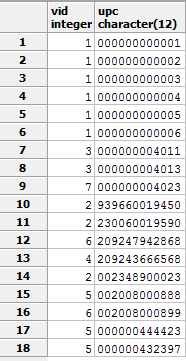 vid upc
integer character(12)
1 1 000000000001
2 1 000000000002
3 1 000000000003
4 1 000000000004
5 1 000000000005
6 1 000000000006
7 3 000000004011
8 3 000000004013
9 7 000000004023
10 2 939660019450
11 2 230060019590
12 6 209247942868
13 4 209243666568
14 2 002348900023
15 5 002008000888
16 6 002008000899
17 5 000000444423
18 5 000000432397